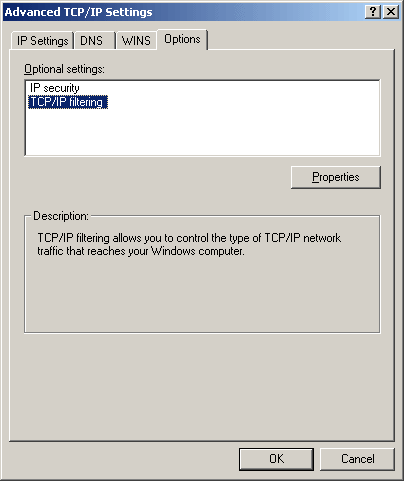 Advanced TCP/IP Settings
IP Settings DNS WINS Options
Optional settings:
IP security
TCP/IP filtering
Properties
Description:
TCP/IP filtering allows you to control the type of TCP/IP network
traffic that reaches your Windows computer.
OK Cancel